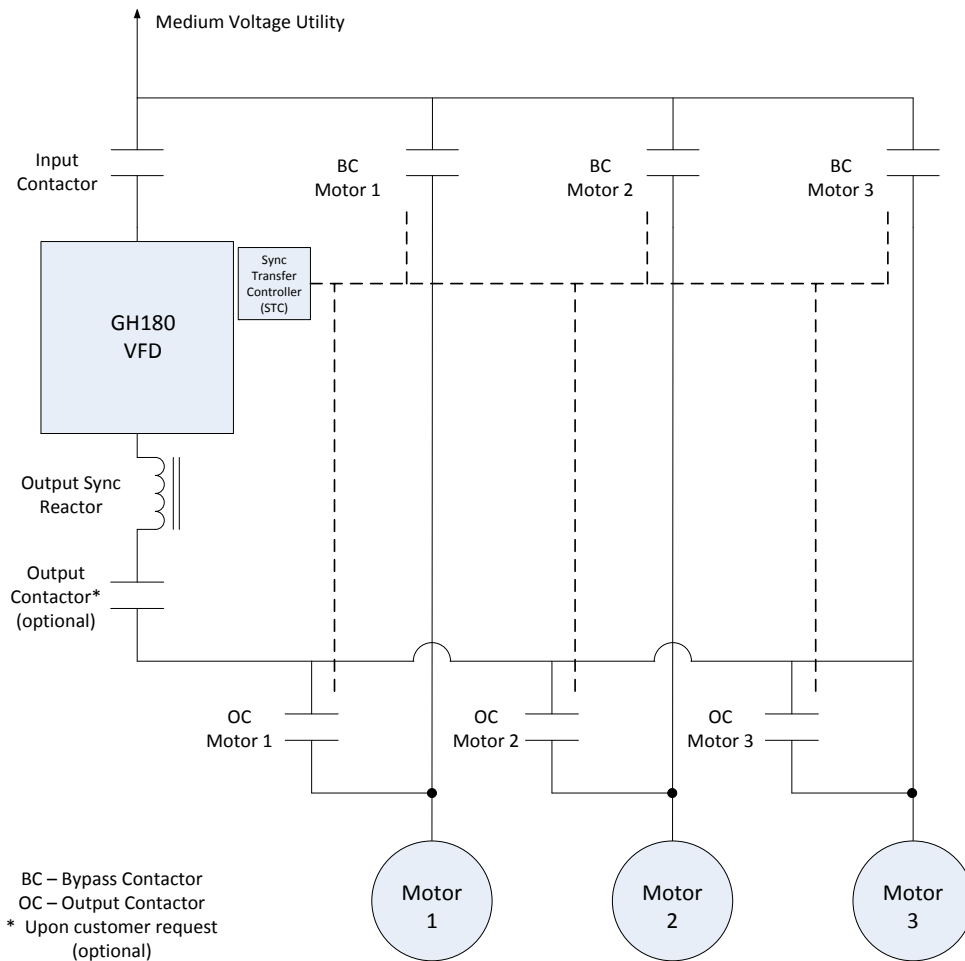 Medium Voltage Utility
Input
Contactor
BC
Motor 1
BC
Motor 2
BC
Motor 3
GH180
VFD
Sync
Transfer
Controller
(STC)
Output Sync
Reactor
Output
Contactor*
(optional)
OC
Motor 1
OC
Motor 2
OC
Motor 3
Motor
1
Motor
2
Motor
3
BC – Bypass Contactor
OC – Output Contactor
* Upon customer request
(optional)